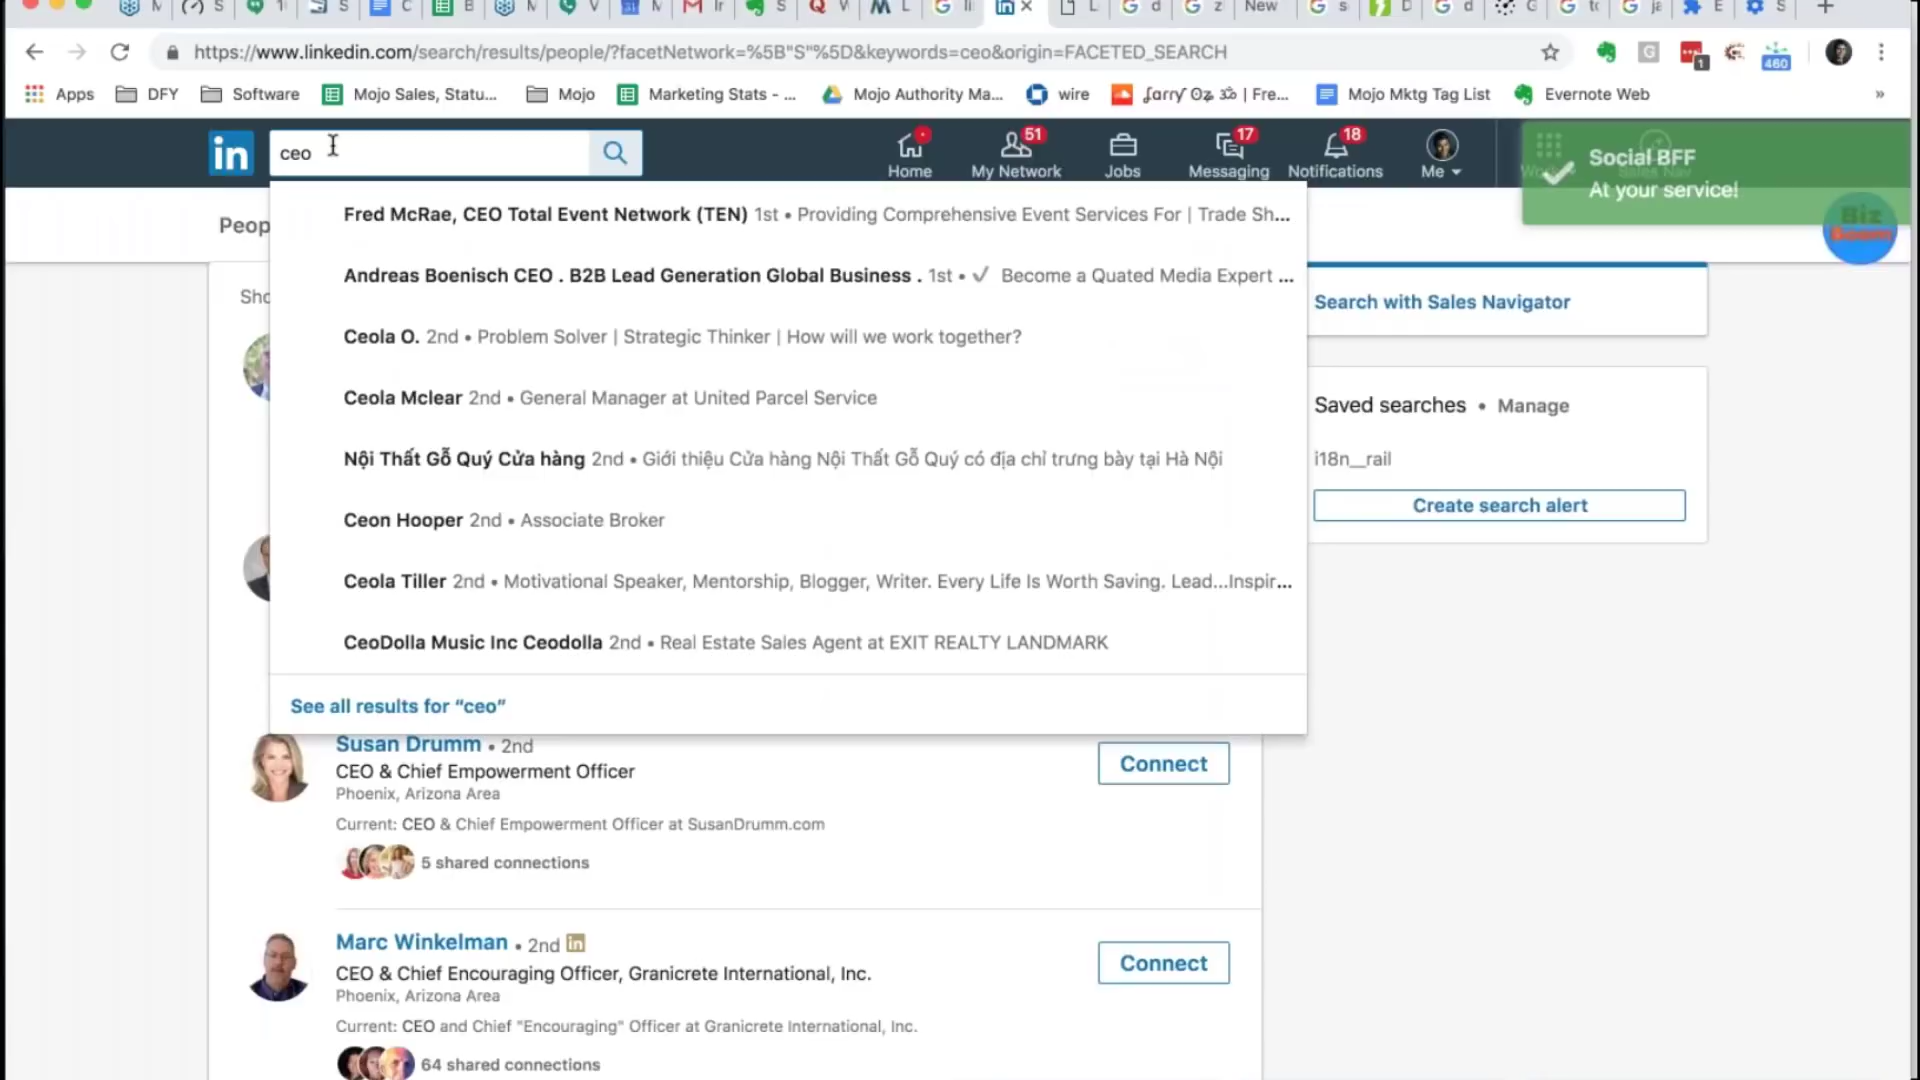 https://www.linkedin.com/search/results/people/?facetNetwork=%5B"S"%5D&keywords=ceo&origin=FACETED_SEARCH
1
460
Apps DFY Software Mojo Sales, Statu... Mojo Marketing Stats - ... Mojo Authority Ma... wire Mojo Mktg Tag List Evernote Web »
in ceo
Home
51 My Network
Jobs
17 Messaging
18 Notifications
Me
Social BFF
At your service!
Biz
Peop
Sho
Fred McRae, CEO Total Event Network (TEN) 1st • Providing Comprehensive Event Services For | Trade Sh...
Andreas Boenisch CEO . B2B Lead Generation Global Business . 1st • ✓ Become a Quated Media Expert ...
Ceola O. 2nd • Problem Solver | Strategic Thinker | How will we work together?
Ceola Mclear 2nd • General Manager at United Parcel Service
Nội Thất Gỗ Quý Cửa hàng 2nd • Giới thiệu Cửa hàng Nội Thất Gỗ Quý có địa chỉ trưng bày tại Hà Nội
Ceon Hooper 2nd • Associate Broker
Ceola Tiller 2nd • Motivational Speaker, Mentorship, Blogger, Writer. Every Life Is Worth Saving. Lead...Inspir...
CeoDolla Music Inc Ceodolla 2nd • Real Estate Sales Agent at EXIT REALTY LANDMARK
See all results for “ceo”
Search with Sales Navigator
Saved searches • Manage
i18n__rail
Create search alert
Susan Drumm • 2nd
CEO & Chief Empowerment Officer
Phoenix, Arizona Area
Current: CEO & Chief Empowerment Officer at SusanDrumm.com
5 shared connections
Connect
Marc Winkelman • 2nd in
CEO & Chief Encouraging Officer, Granicrete International, Inc.
Phoenix, Arizona Area
Current: CEO and Chief "Encouraging" Officer at Granicrete International, Inc.
64 shared connections
Connect